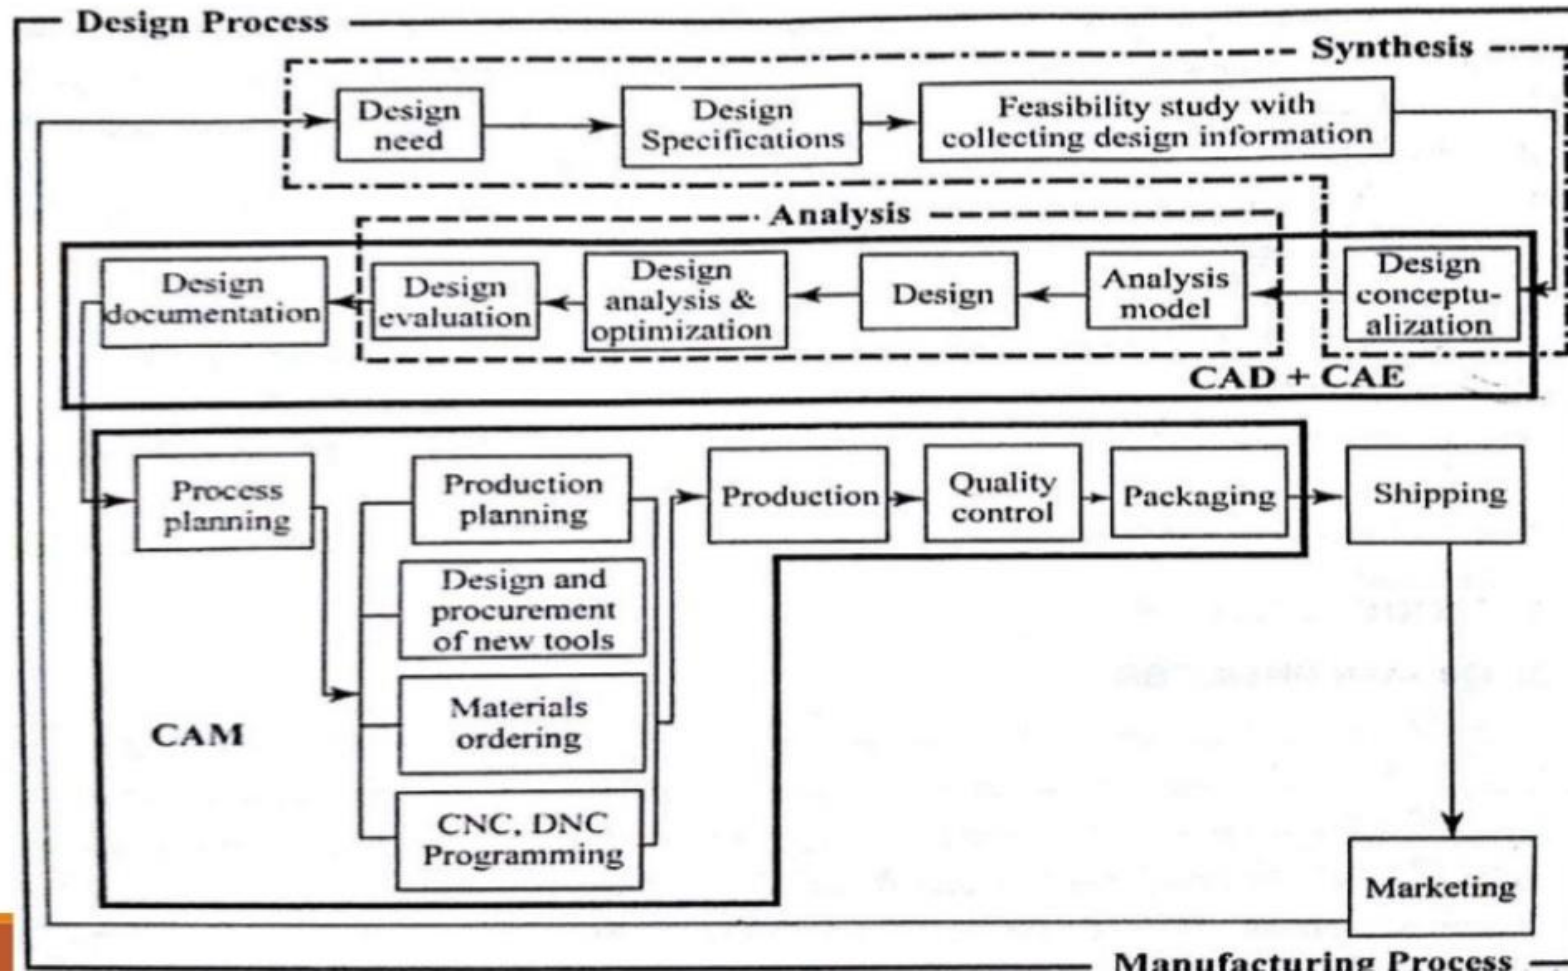 Design Process
Synthesis
Design
need
Design
Specifications
Feasibility study with
collecting design information
Analysis
Design
conceptu-
alization
Analysis
model
Design
Design
analysis &
optimization
Design
evaluation
Design
documentation
CAD + CAE
Process
planning
Production
planning
Design and
procurement
of new tools
Materials
ordering
CNC, DNC
Programming
Production
Quality
control
Packaging
Shipping
CAM
Marketing
Manufacturing Process